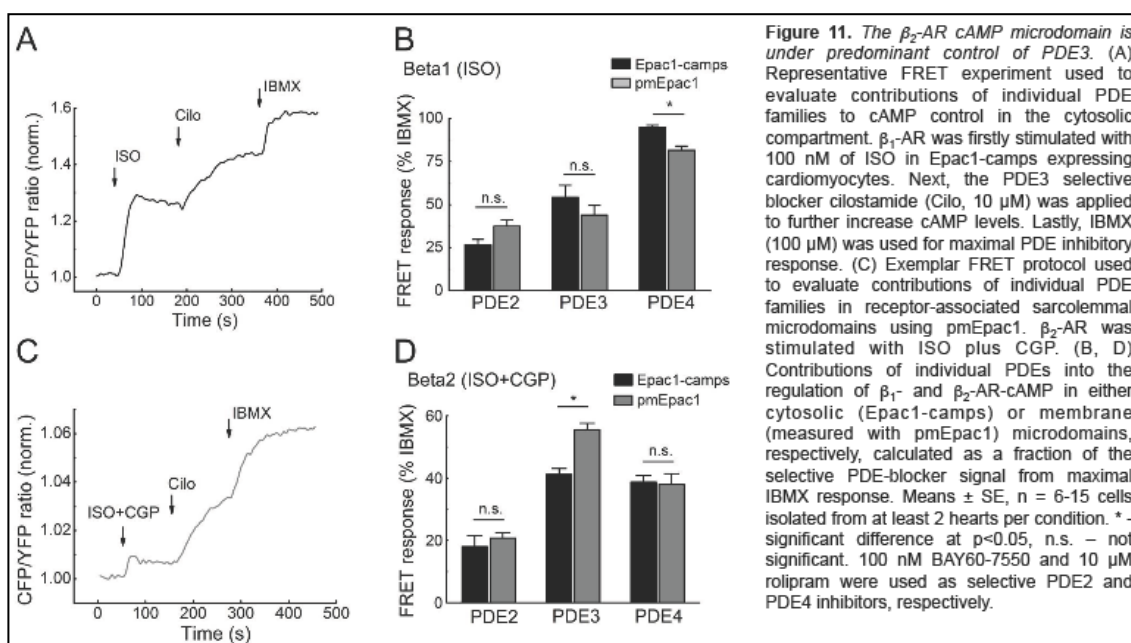 A
CFP/YFP ratio (norm.)
1.6
1.4
1.2
1.0
ISO
Cilo
IBMX
0 100 200 300 400 500
Time (s)
B
Beta1 (ISO)
Epac1-camps
pmEpac1
FRET response (% IBMX)
100
75
50
25
0
n.s.
n.s.
*
PDE2 PDE3 PDE4
C
CFP/YFP ratio (norm.)
1.06
1.04
1.02
1.00
ISO+CGP
Cilo
IBMX
0 100 200 300 400 500
Time (s)
D
Beta2 (ISO+CGP)
Epac1-camps
pmEpac1
FRET response (% IBMX)
60
40
20
0
n.s.
*
n.s.
PDE2 PDE3 PDE4
Figure 11. The β₂-AR cAMP microdomain is
under predominant control of PDE3. (A)
Representative FRET experiment used to
evaluate contributions of individual PDE
families to cAMP control in the cytosolic
compartment. β₁-AR was firstly stimulated with
100 nM of ISO in Epac1-camps expressing
cardiomyocytes. Next, the PDE3 selective
blocker cilostamide (Cilo, 10 µM) was applied
to further increase cAMP levels. Lastly, IBMX
(100 µM) was used for maximal PDE inhibitory
response. (C) Exemplar FRET protocol used
to evaluate contributions of individual PDE
families in receptor-associated sarcolemmal
microdomains using pmEpac1. β₂-AR was
stimulated with ISO plus CGP. (B, D)
Contributions of individual PDEs into the
regulation of β₁- and β₂-AR-cAMP in either
cytosolic (Epac1-camps) or membrane
(measured with pmEpac1) microdomains,
respectively, calculated as a fraction of the
selective PDE-blocker signal from maximal
IBMX response. Means ± SE, n = 6-15 cells
isolated from at least 2 hearts per condition. * -
significant difference at p<0.05, n.s. – not
significant. 100 nM BAY60-7550 and 10 µM
rolipram were used as selective PDE2 and
PDE4 inhibitors, respectively.